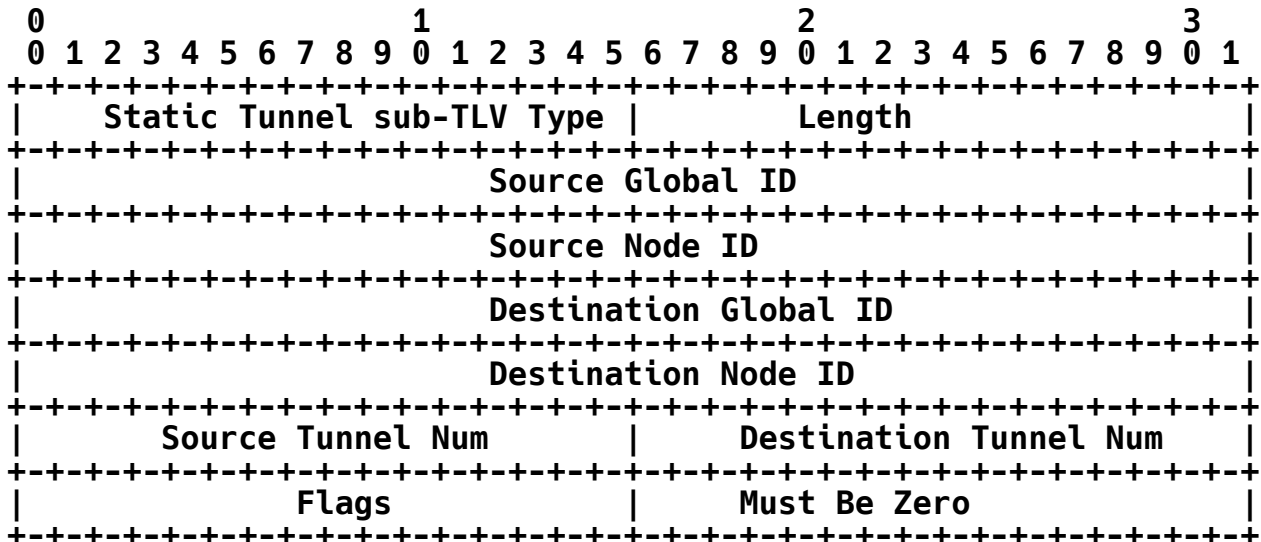 0                   1                   2                   3
 0 1 2 3 4 5 6 7 8 9 0 1 2 3 4 5 6 7 8 9 0 1 2 3 4 5 6 7 8 9 0 1
+-+-+-+-+-+-+-+-+-+-+-+-+-+-+-+-+-+-+-+-+-+-+-+-+-+-+-+-+-+-+-+-+
|    Static Tunnel sub-TLV Type |        Length                 |
+-+-+-+-+-+-+-+-+-+-+-+-+-+-+-+-+-+-+-+-+-+-+-+-+-+-+-+-+-+-+-+-+
|                        Source Global ID                       |
+-+-+-+-+-+-+-+-+-+-+-+-+-+-+-+-+-+-+-+-+-+-+-+-+-+-+-+-+-+-+-+-+
|                        Source Node ID                         |
+-+-+-+-+-+-+-+-+-+-+-+-+-+-+-+-+-+-+-+-+-+-+-+-+-+-+-+-+-+-+-+-+
|                        Destination Global ID                  |
+-+-+-+-+-+-+-+-+-+-+-+-+-+-+-+-+-+-+-+-+-+-+-+-+-+-+-+-+-+-+-+-+
|                        Destination Node ID                    |
+-+-+-+-+-+-+-+-+-+-+-+-+-+-+-+-+-+-+-+-+-+-+-+-+-+-+-+-+-+-+-+-+
|       Source Tunnel Num       |     Destination Tunnel Num    |
+-+-+-+-+-+-+-+-+-+-+-+-+-+-+-+-+-+-+-+-+-+-+-+-+-+-+-+-+-+-+-+-+
|              Flags            |     Must Be Zero              |
+-+-+-+-+-+-+-+-+-+-+-+-+-+-+-+-+-+-+-+-+-+-+-+-+-+-+-+-+-+-+-+-+